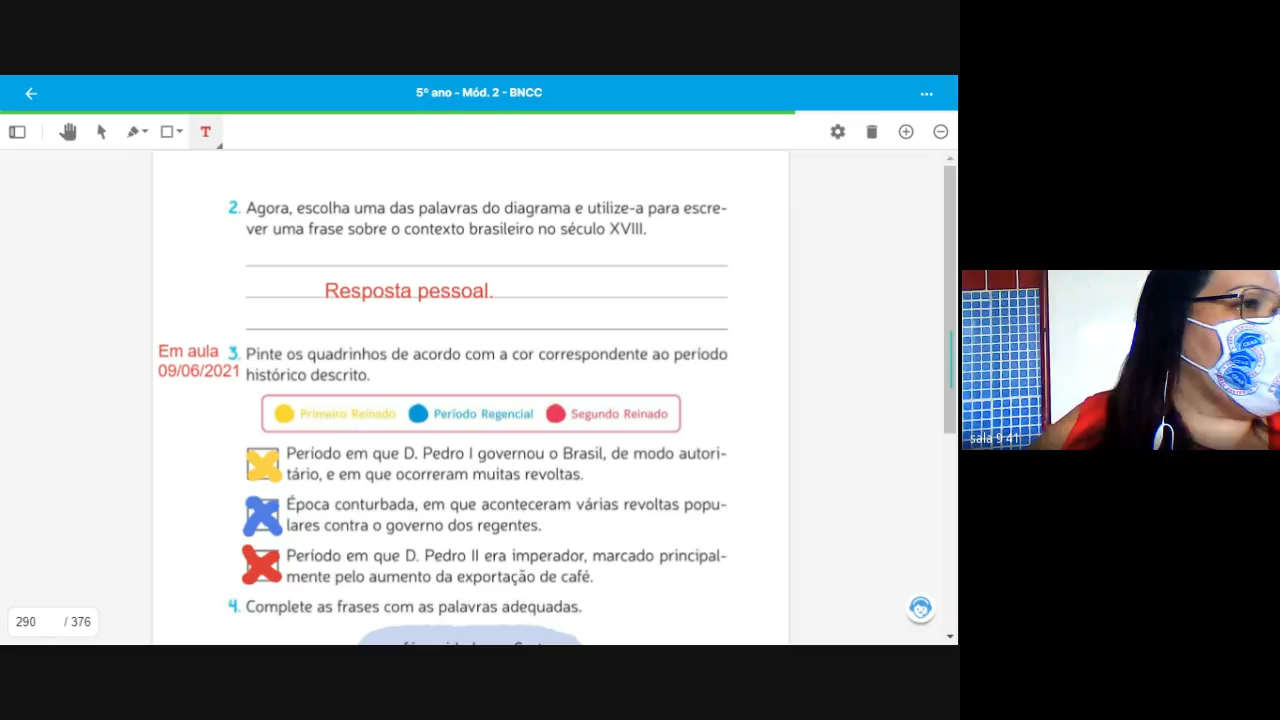 5º ano - Mód. 2 - BNCC
T
2. Agora, escolha uma das palavras do diagrama e utilize-a para escre-
ver uma frase sobre o contexto brasileiro no século XVIII.
Resposta pessoal.
Em aula
09/06/2021
3. Pinte os quadrinhos de acordo com a cor correspondente ao período
histórico descrito.
Primeiro Reinado Período Regencial Segundo Reinado
Período em que D. Pedro I governou o Brasil, de modo autori-
tário, e em que ocorreram muitas revoltas.
Época conturbada, em que aconteceram várias revoltas popu-
lares contra o governo dos regentes.
Período em que D. Pedro II era imperador, marcado principal-
mente pelo aumento da exportação de café.
4. Complete as frases com as palavras adequadas.
290 / 376
sala 9 41